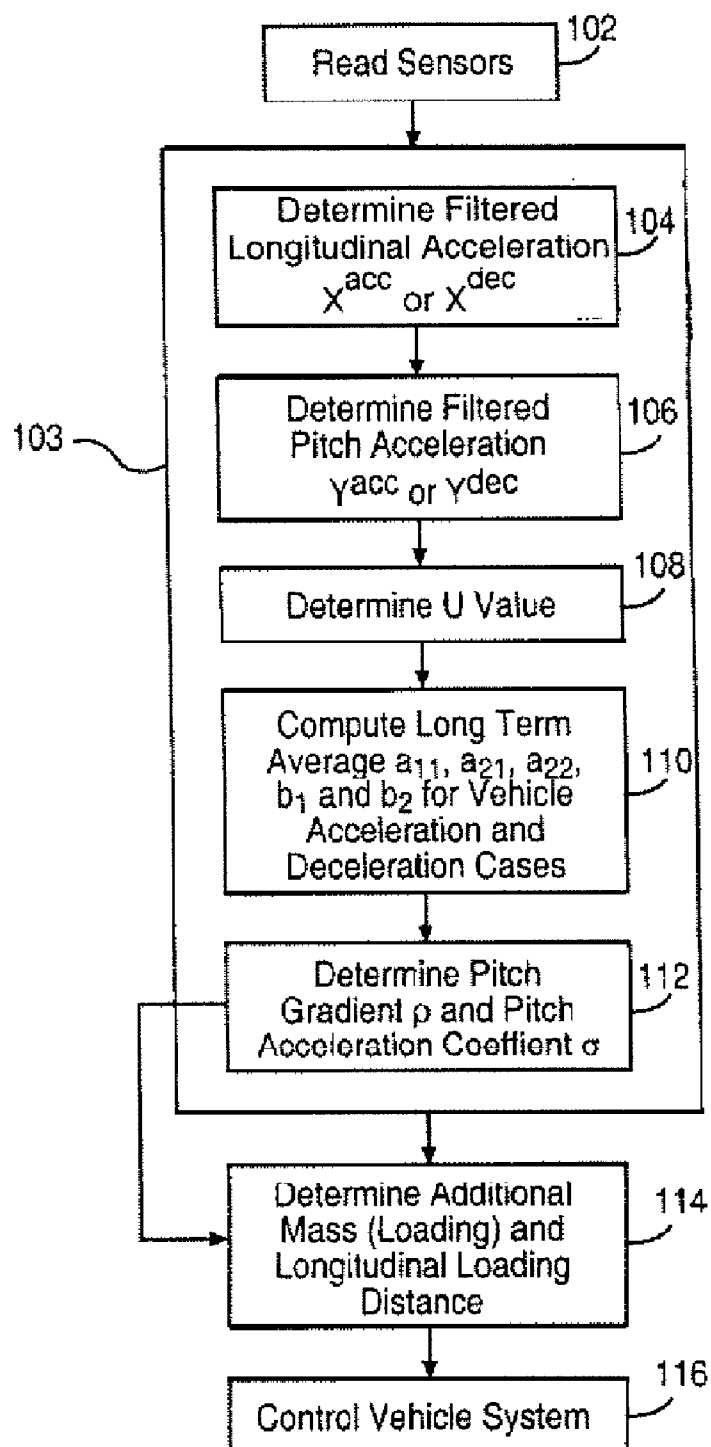 102
Read Sensors
Determine Filtered
Longitudinal Acceleration
X^acc or X^dec
104
103
Determine Filtered
Pitch Acceleration
Y^acc or Y^dec
106
108
Determine U Value
Compute Long Term
Average a11, a21, a22,
b1 and b2 for Vehicle
Acceleration and
Deceleration Cases
110
Determine Pitch
Gradient ρ and Pitch
Acceleration Coeffient σ
112
Determine Additional
Mass (Loading) and
Longitudinal Loading
Distance
114
116
Control Vehicle System